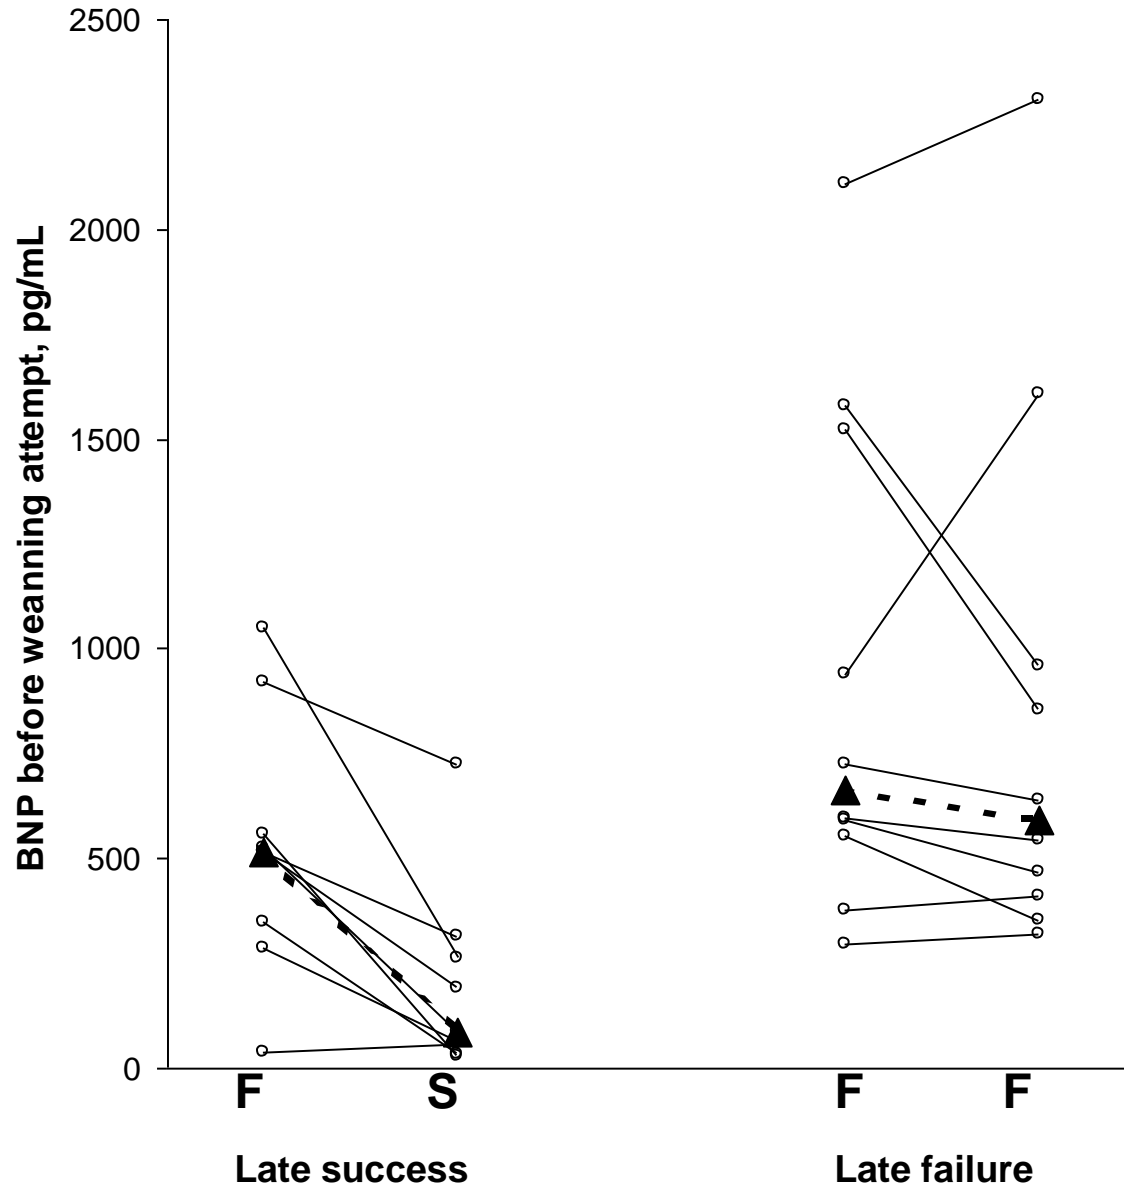 BNP before weanning attempt, pg/mL
2500
2000
1500
1000
500
0
F S F F
Late success Late failure